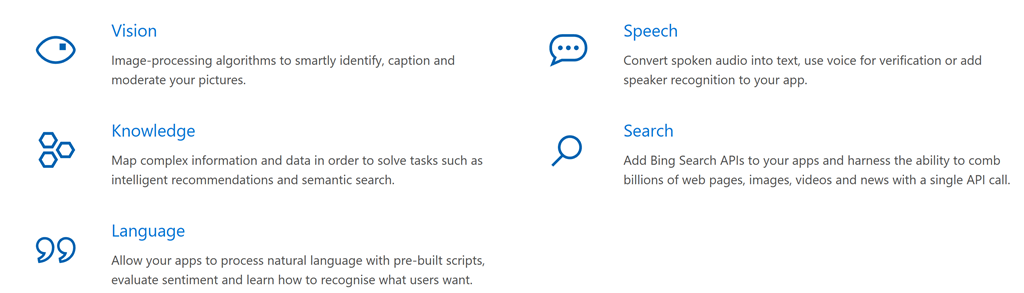 Vision
Image-processing algorithms to smartly identify, caption and
moderate your pictures.
Speech
Convert spoken audio into text, use voice for verification or add
speaker recognition to your app.
Knowledge
Map complex information and data in order to solve tasks such as
intelligent recommendations and semantic search.
Search
Add Bing Search APIs to your apps and harness the ability to comb
billions of web pages, images, videos and news with a single API call.
Language
Allow your apps to process natural language with pre-built scripts,
evaluate sentiment and learn how to recognise what users want.